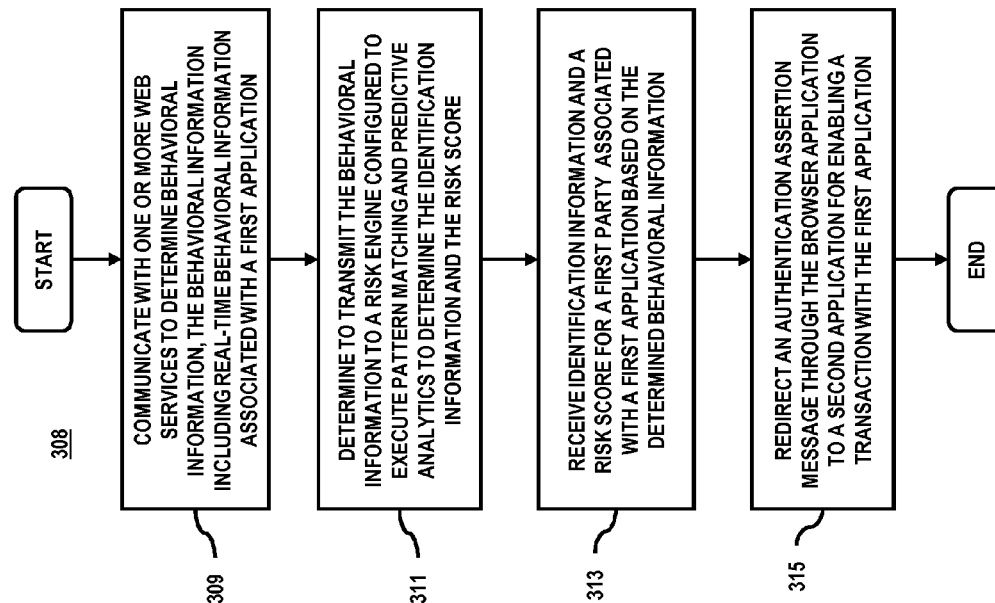 308
START
COMMUNICATE WITH ONE OR MORE WEB
SERVICES TO DETERMINE BEHAVIORAL
INFORMATION, THE BEHAVIORAL INFORMATION
INCLUDING REAL-TIME BEHAVIORAL INFORMATION
ASSOCIATED WITH A FIRST APPLICATION
309
DETERMINE TO TRANSMIT THE BEHAVIORAL
INFORMATION TO A RISK ENGINE CONFIGURED TO
EXECUTE PATTERN MATCHING AND PREDICTIVE
ANALYTICS TO DETERMINE THE IDENTIFICATION
INFORMATION AND THE RISK SCORE
311
RECEIVE IDENTIFICATION INFORMATION AND A
RISK SCORE FOR A FIRST PARTY ASSOCIATED
WITH A FIRST APPLICATION BASED ON THE
DETERMINED BEHAVIORAL INFORMATION
313
REDIRECT AN AUTHENTICATION ASSERTION
MESSAGE THROUGH THE BROWSER APPLICATION
TO A SECOND APPLICATION FOR ENABLING A
TRANSACTION WITH THE FIRST APPLICATION
315
END